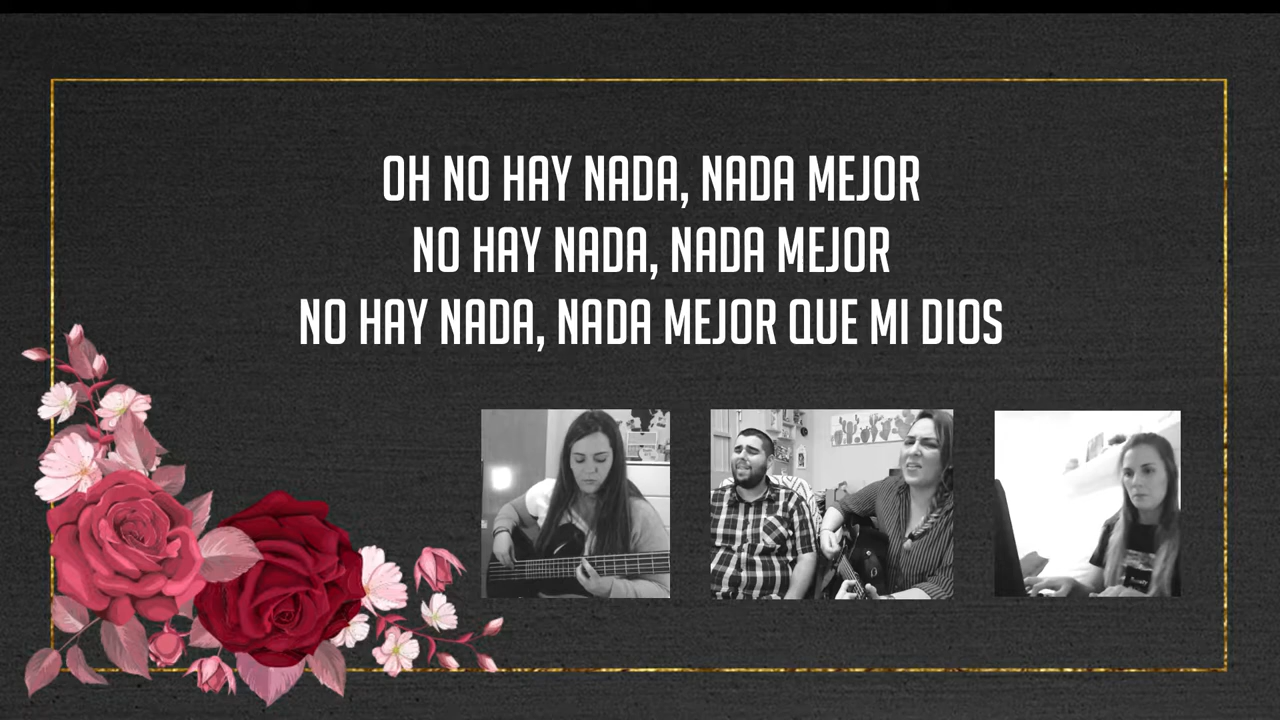 OH NO HAY NADA, NADA MEJOR
NO HAY NADA, NADA MEJOR
NO HAY NADA, NADA MEJOR QUE MI DIOS